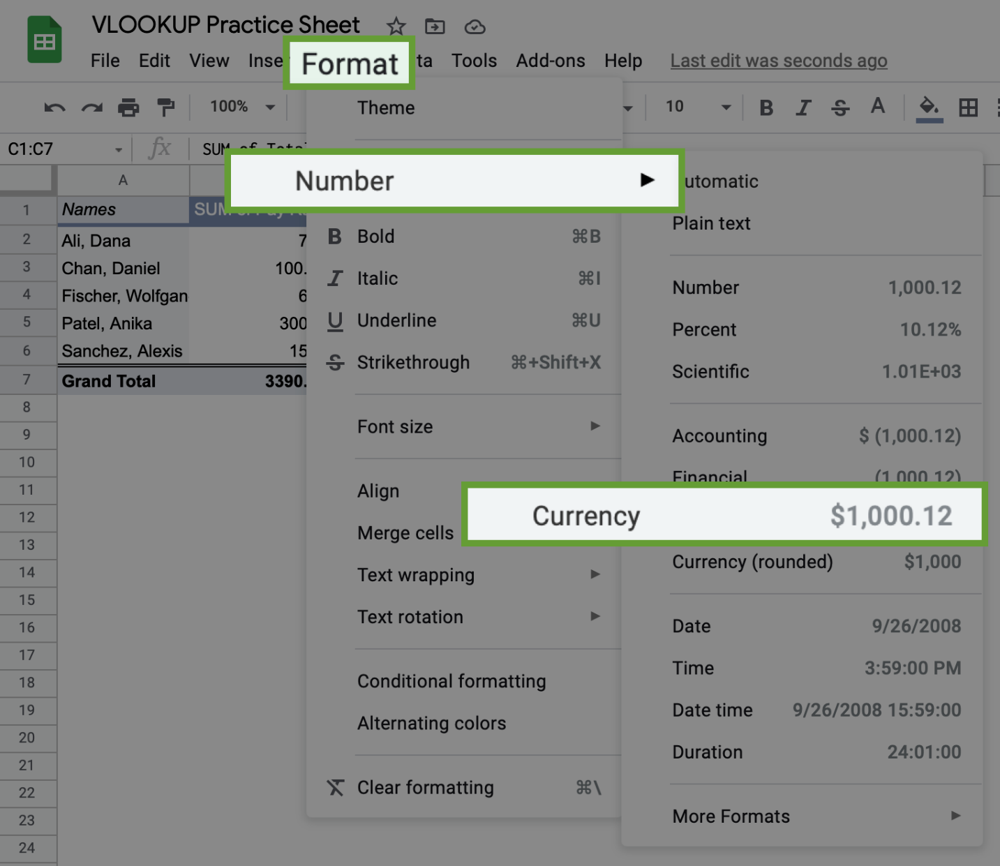 VLOOKUP Practice Sheet
File Edit View Format Tools Add-ons Help Last edit was seconds ago
100% 10 B I S A
C1:C7 fx SUM of
A
1 Names SUM
2 Ali, Dana
3 Chan, Daniel 100.
4 Fischer, Wolfgan
5 Patel, Anika 300
6 Sanchez, Alexis 15
7 Grand Total 3390.
8
9
10
11
12
13
14
15
16
17
18
19
20
21
22
23
24
Theme
Number
B Bold ⌘B
I Italic ⌘I
U Underline ⌘U
S Strikethrough ⌘+Shift+X
Font size
Align
Merge cells
Text wrapping
Text rotation
Conditional formatting
Alternating colors
Clear formatting ⌘\
utomatic
Plain text
Number 1,000.12
Percent 10.12%
Scientific 1.01E+03
Accounting $ (1,000.12)
Financial (1,000.12)
Currency $1,000.12
Currency (rounded) $1,000
Date 9/26/2008
Time 3:59:00 PM
Date time 9/26/2008 15:59:00
Duration 24:01:00
More Formats